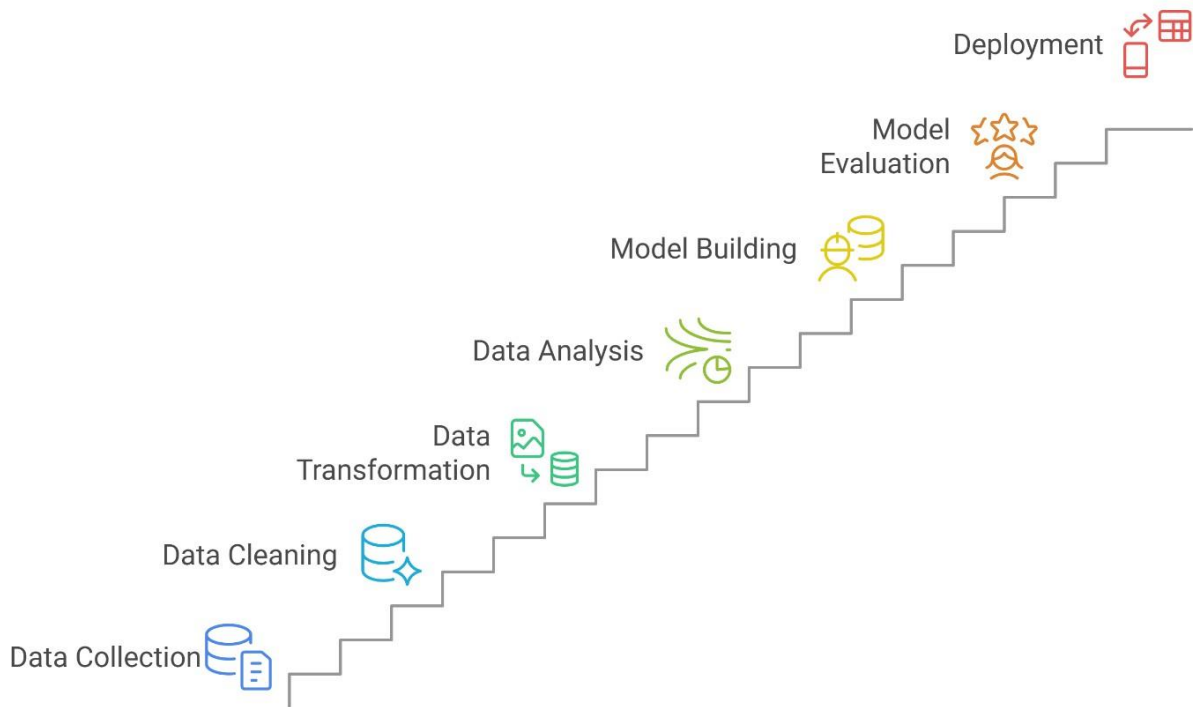 Deployment
Model
Evaluation
Model Building
Data Analysis
Data
Transformation
Data Cleaning
Data Collection